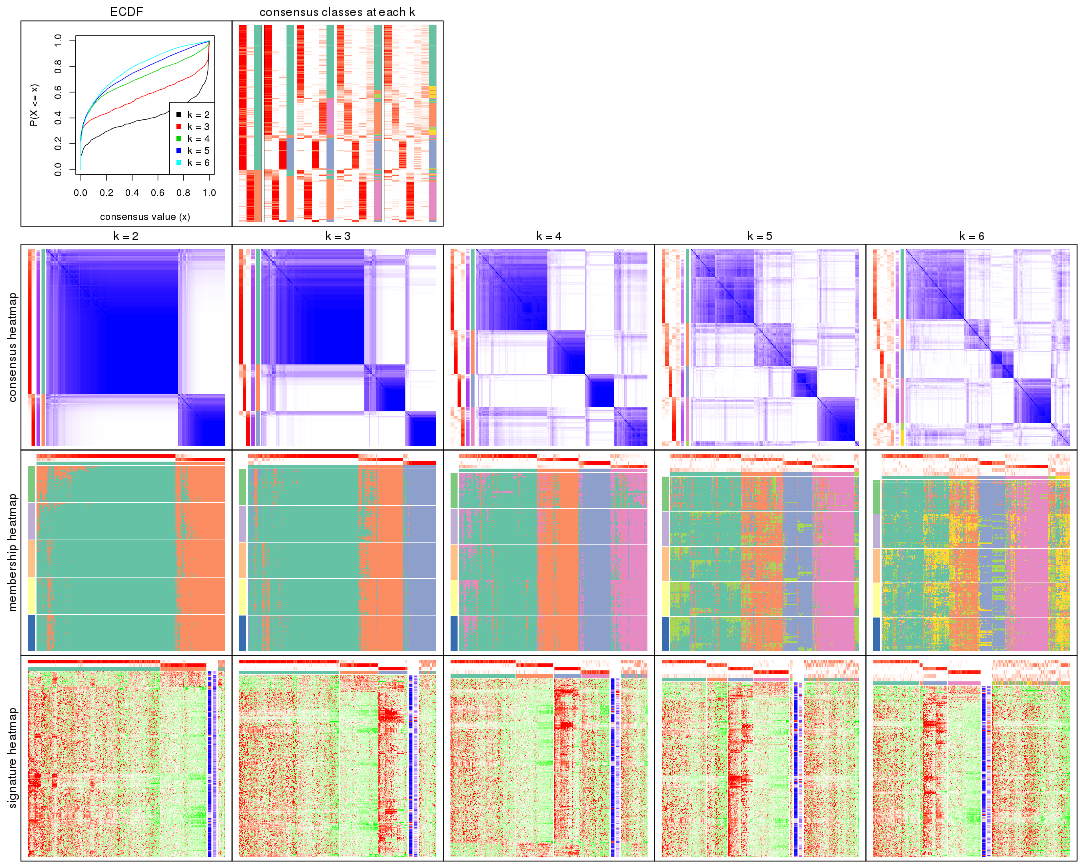 ECDF
consensus classes at each k
P(X <= x)
0.0 0.2 0.4 0.6 0.8 1.0
k = 2
k = 3
k = 4
k = 5
k = 6
0.0 0.2 0.4 0.6 0.8 1.0
consensus value (x)
k = 2
k = 3
k = 4
k = 5
k = 6
consensus heatmap
membership heatmap
signature heatmap